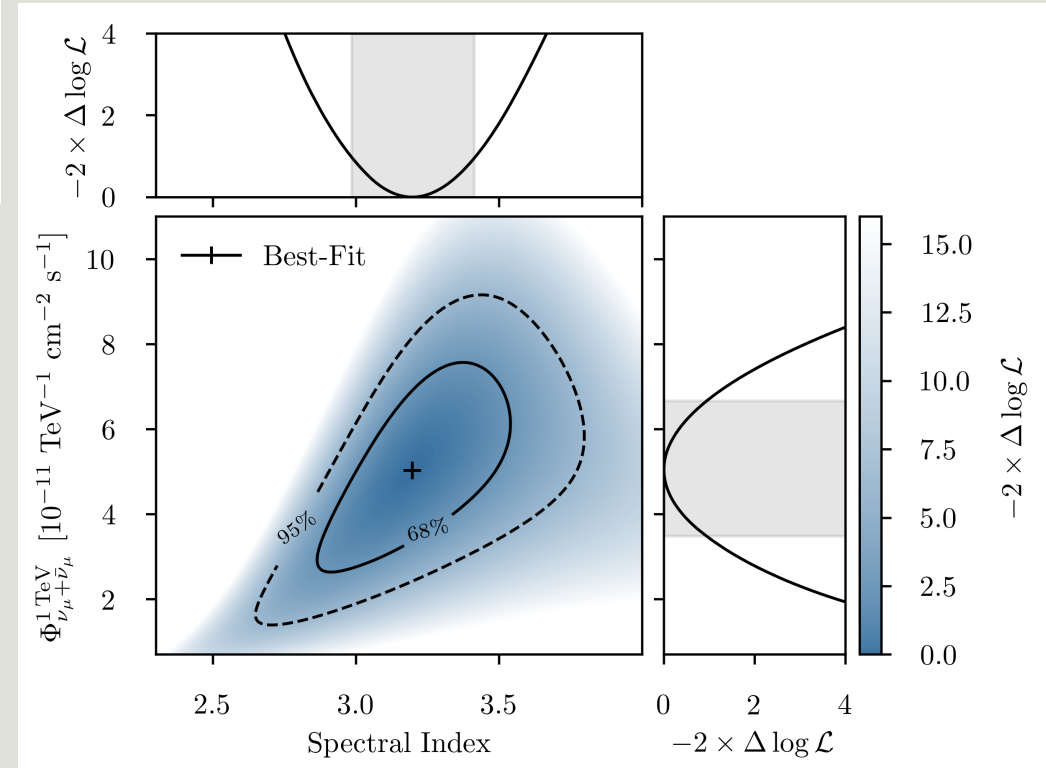 −2 × Δ log ℒ
4
2
0
Φ^{1 TeV}_{ν_μ+ν̄_μ} [10^{−11} TeV^{−1} cm^{−2} s^{−1}]
10
8
6
4
2
Best-Fit
95%
68%
2.5 3.0 3.5
Spectral Index
0 2 4
−2 × Δ log ℒ
15.0
12.5
10.0
7.5
5.0
2.5
0.0
−2 × Δ log ℒ